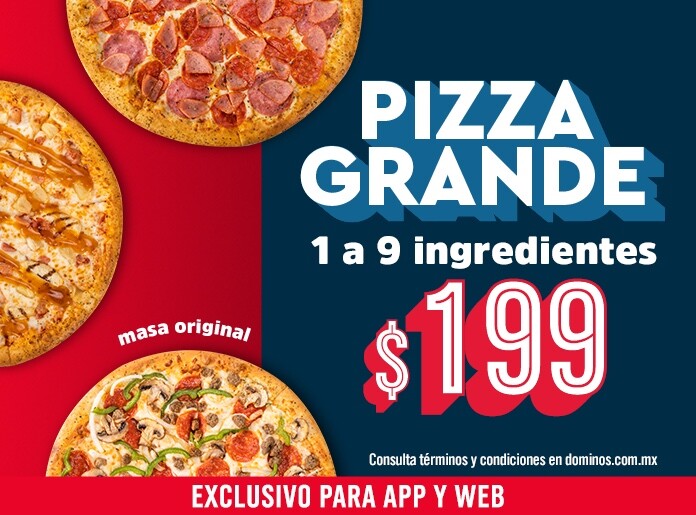 PIZZA
GRANDE
1 a 9 ingredientes
$199
masa original
Consulta términos y condiciones en dominos.com.mx
EXCLUSIVO PARA APP Y WEB